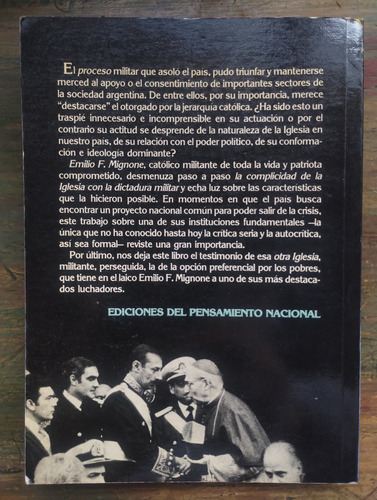 El proceso militar que asoló el país, pudo triunfar y mantenerse
merced al apoyo o el consentimiento de importantes sectores de
la sociedad argentina. De entre ellos, por su importancia, merece
"destacarse" el otorgado por la jerarquía católica. ¿Ha sido esto un
traspié innecesario e incomprensible en su actuación o por el
contrario su actitud se desprende de la naturaleza de la Iglesia en
nuestro país, de su relación con el poder político, de su conforma-
ción e ideología dominante?
Emilio F. Mignone, católico militante de toda la vida y patriota
comprometido, desmenuza paso a paso la complicidad de la
Iglesia con la dictadura militar y echa luz sobre las características
que la hicieron posible. En momentos en que el país busca
encontrar un proyecto nacional común para poder salir de la crisis,
este trabajo sobre una de sus instituciones fundamentales —la
única que no ha conocido hasta hoy la crítica seria y la autocrítica,
así sea formal— reviste una gran importancia.
Por último, nos deja este libro el testimonio de esa otra Iglesia,
militante, perseguida, la de la opción preferencial por los pobres,
que tiene en el laico Emilio F. Mignone a uno de sus más destaca-
dos luchadores.
EDICIONES DEL PENSAMIENTO NACIONAL